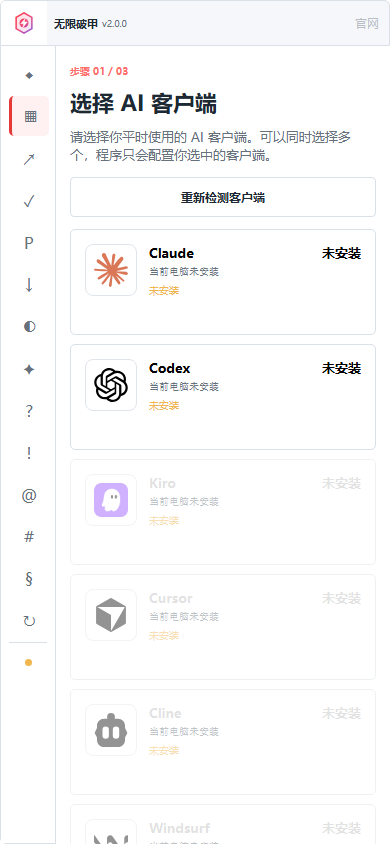 无限破甲 v2.0.0
官网
步骤 01 / 03
选择 AI 客户端
请选择你平时使用的 AI 客户端。可以同时选择多
个，程序只会配置你选中的客户端。
重新检测客户端
Claude
未安装
当前电脑未安装
未安装
Codex
未安装
当前电脑未安装
未安装
Kiro
未安装
当前电脑未安装
未安装
Cursor
未安装
当前电脑未安装
未安装
Cline
未安装
当前电脑未安装
未安装
Windsurf
未安装
P
?
!
@
#
§